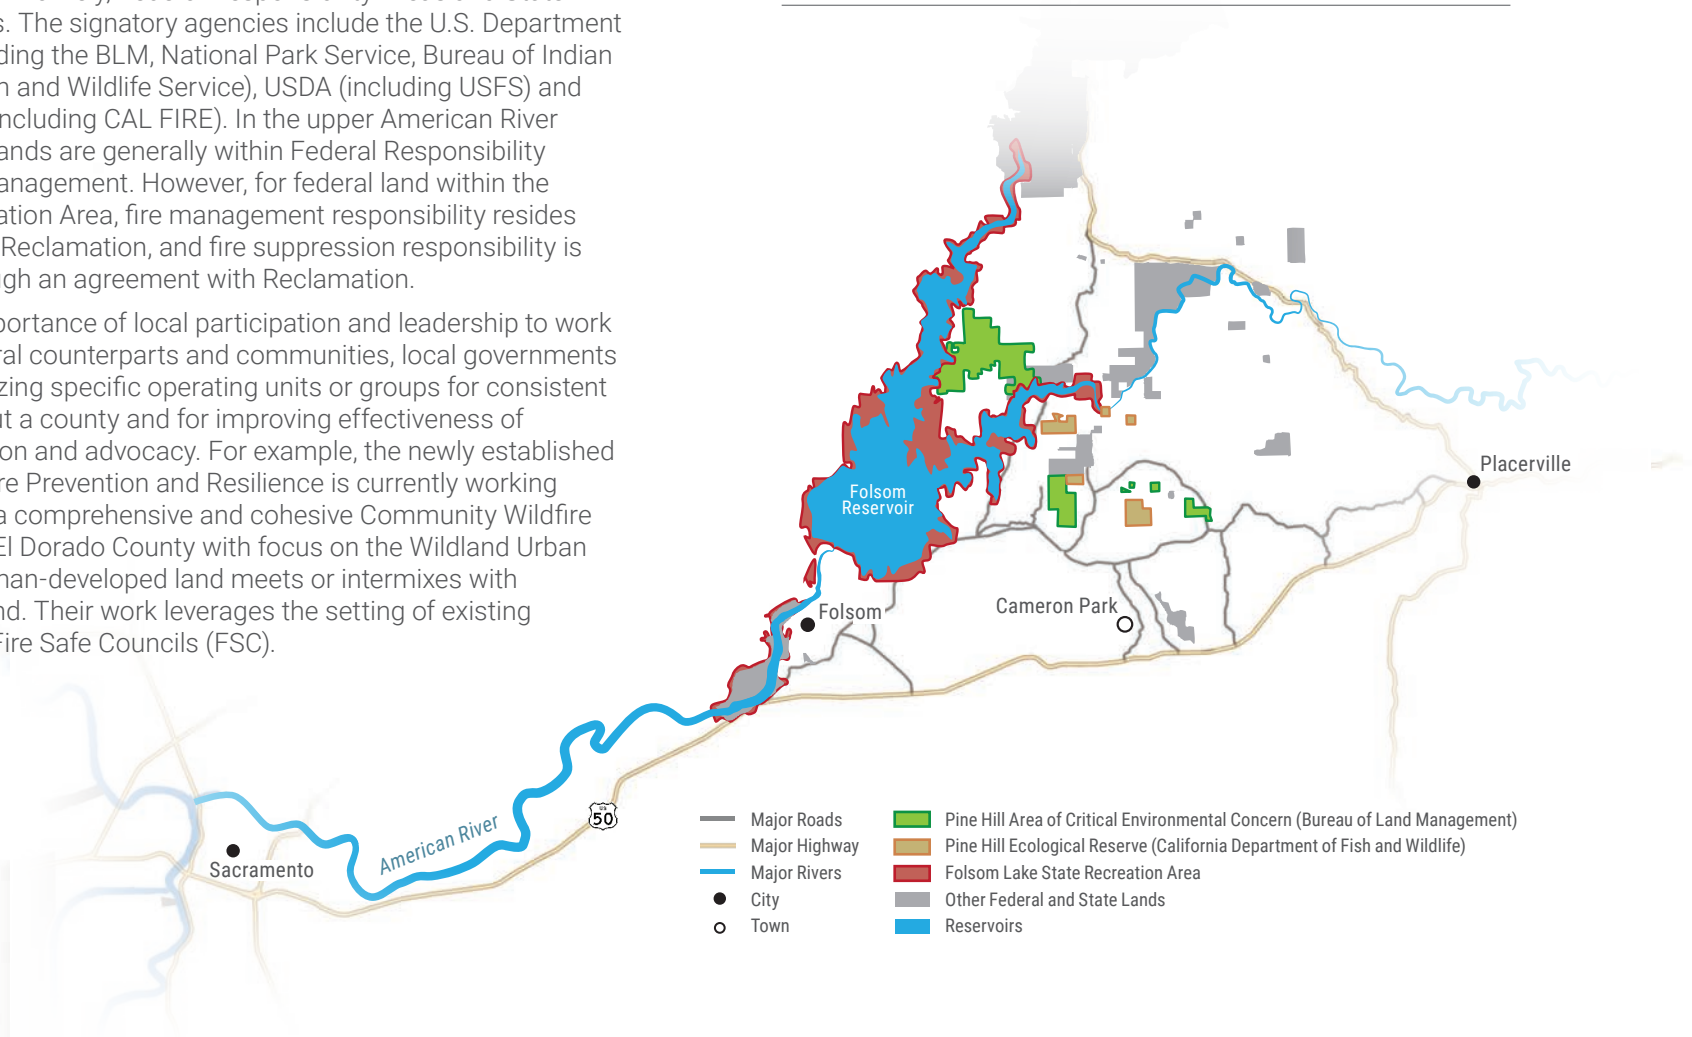 s. The signatory agencies include the U.S. Department
ding the BLM, National Park Service, Bureau of Indian
and Wildlife Service), USDA (including USFS) and
ncluding CAL FIRE). In the upper American River
ands are generally within Federal Responsibility
anagement. However, for federal land within the
ation Area, fire management responsibility resides
Reclamation, and fire suppression responsibility is
gh an agreement with Reclamation.
portance of local participation and leadership to work
ral counterparts and communities, local governments
zing specific operating units or groups for consistent
ut a county and for improving effectiveness of
on and advocacy. For example, the newly established
re Prevention and Resilience is currently working
a comprehensive and cohesive Community Wildfire
El Dorado County with focus on the Wildland Urban
man-developed land meets or intermixes with
nd. Their work leverages the setting of existing
Fire Safe Councils (FSC).
Placerville
Folsom
Reservoir
Folsom
Cameron Park
US
50
American River
Sacramento
Major Roads
Major Highway
Major Rivers
City
Town
Pine Hill Area of Critical Environmental Concern (Bureau of Land Management)
Pine Hill Ecological Reserve (California Department of Fish and Wildlife)
Folsom Lake State Recreation Area
Other Federal and State Lands
Reservoirs